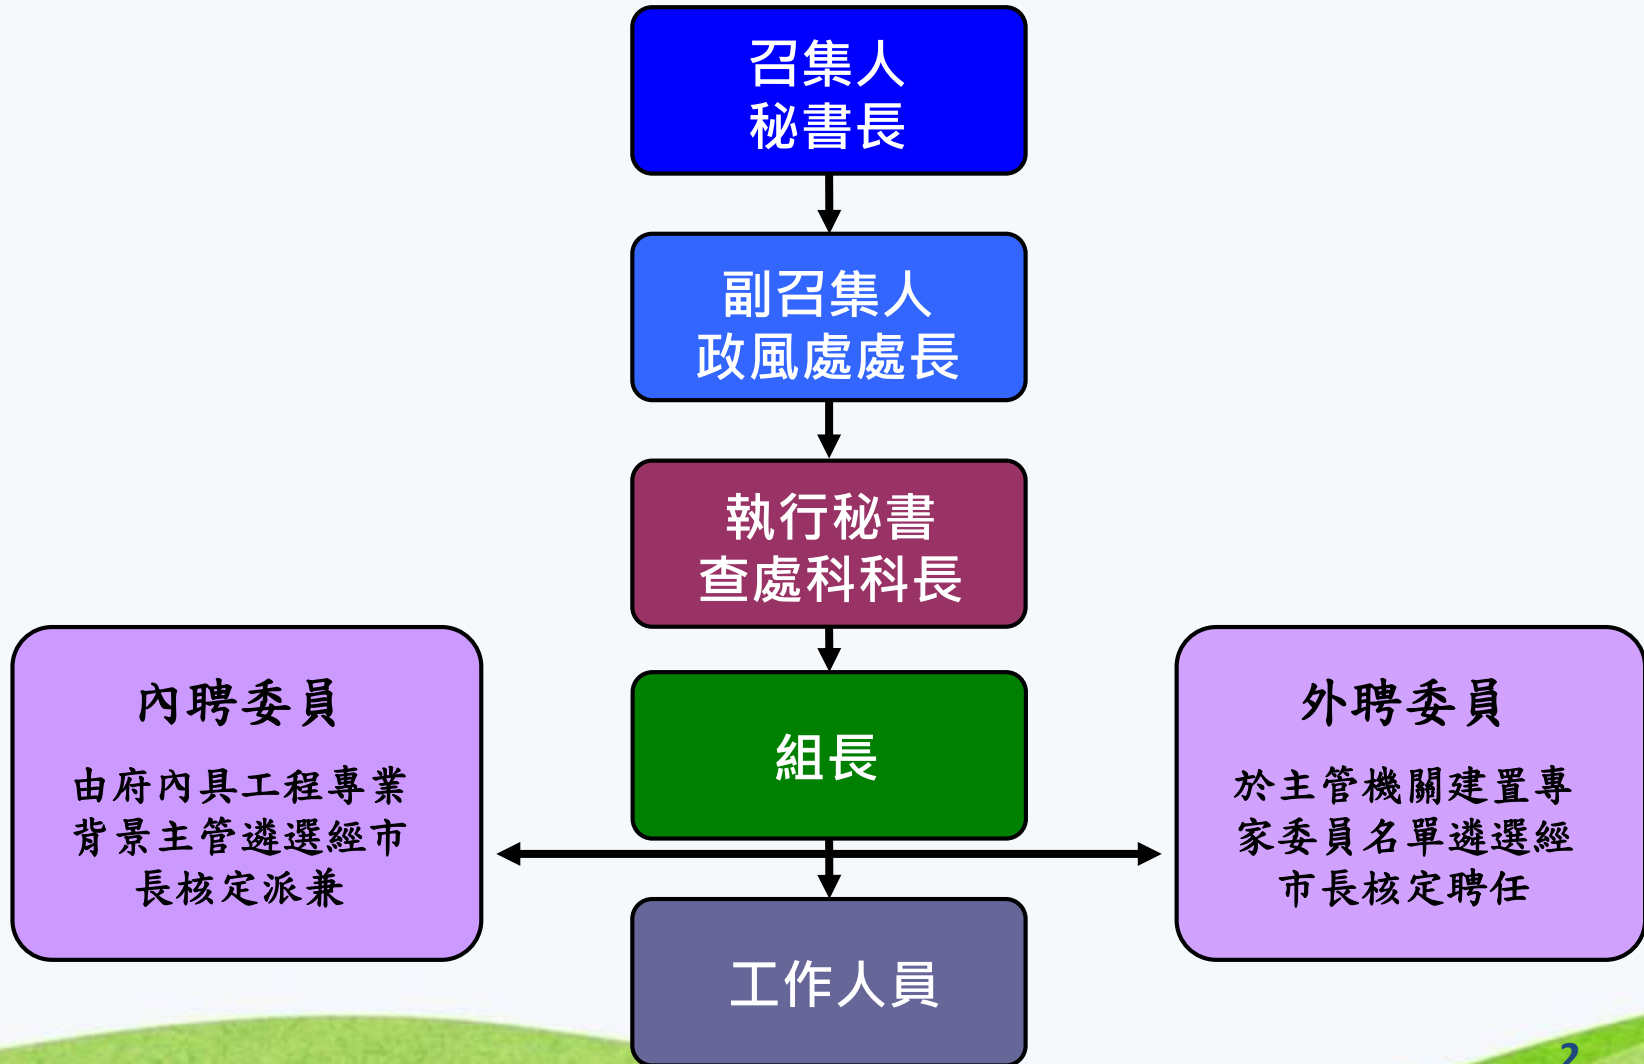 召集人
秘書長
副召集人
政風處處長
執行秘書
查處科科長
組長
內聘委員
由府內具工程專業
背景主管遴選經市
長核定派兼
外聘委員
於主管機關建置專
家委員名單遴選經
市長核定聘任
工作人員
2